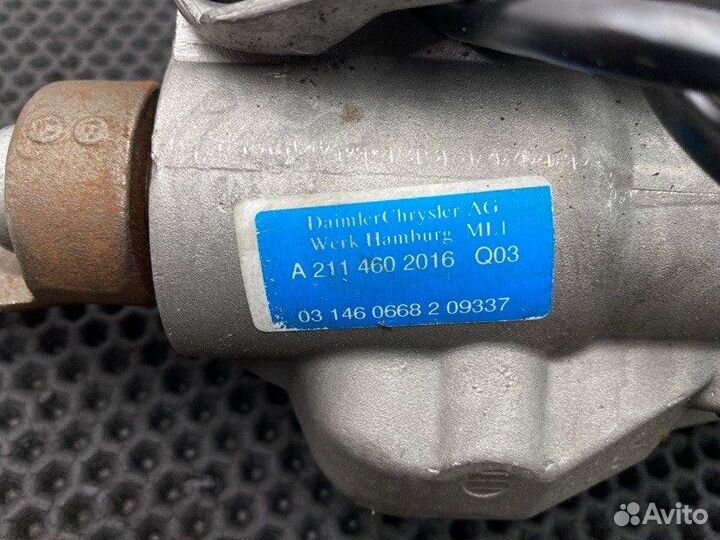 DaimlerChrysler AG
Werk Hamburg ML1
A 211 460 2016 Q03
03 146 0668 2 09337
Avito